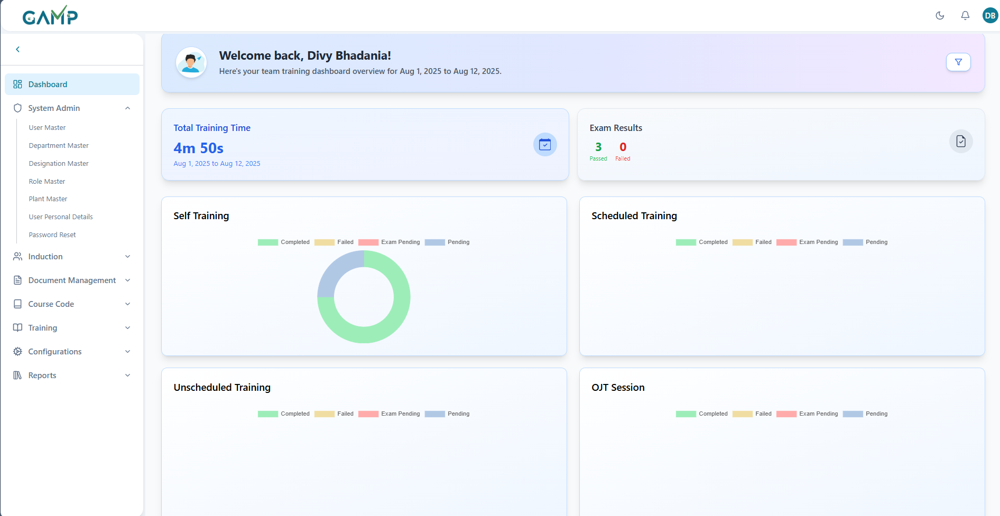 GAMP
DB
Dashboard
System Admin
User Master
Department Master
Designation Master
Role Master
Plant Master
User Personal Details
Password Reset
Induction
Document Management
Course Code
Training
Configurations
Reports
Welcome back, Divy Bhadania!
Here's your team training dashboard overview for Aug 1, 2025 to Aug 12, 2025.
Total Training Time
4m 50s
Aug 1, 2025 to Aug 12, 2025
Exam Results
3 0
Passed Failed
Self Training
Completed Failed Exam Pending Pending
Scheduled Training
Completed Failed Exam Pending Pending
Unscheduled Training
Completed Failed Exam Pending Pending
OJT Session
Completed Failed Exam Pending Pending